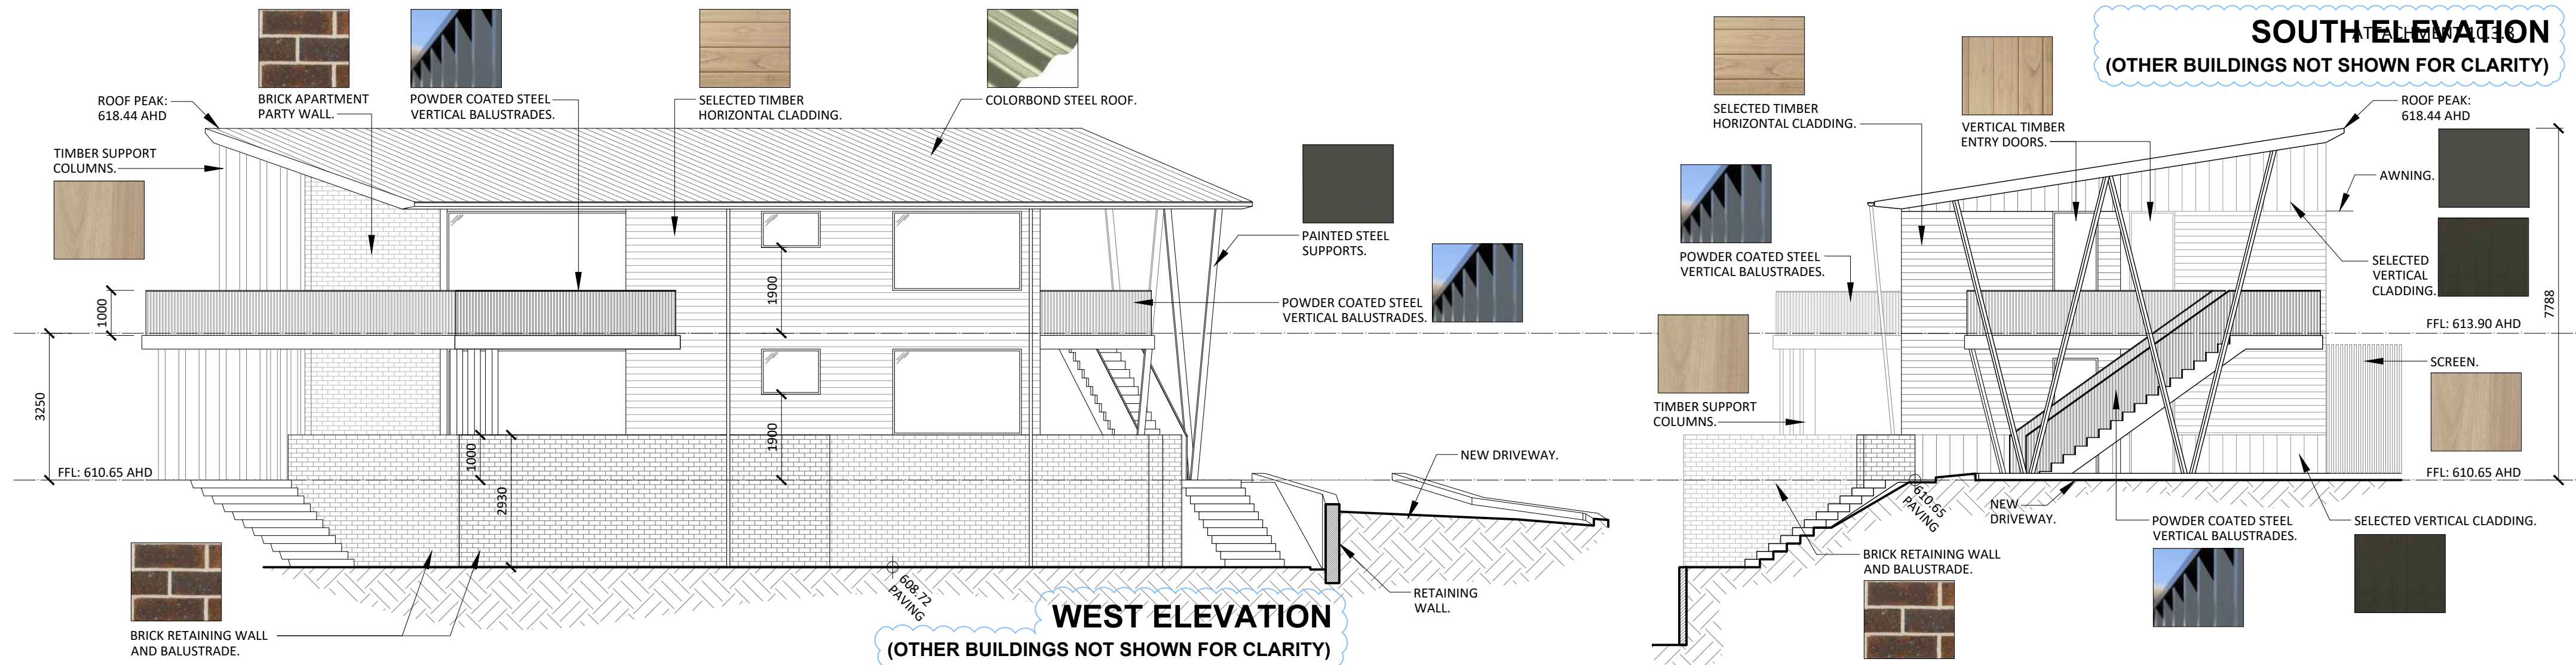 ROOF PEAK:
618.44 AHD
TIMBER SUPPORT
COLUMNS.
BRICK APARTMENT
PARTY WALL.
POWDER COATED STEEL
VERTICAL BALUSTRADES.
SELECTED TIMBER
HORIZONTAL CLADDING.
COLORBOND STEEL ROOF.
PAINTED STEEL
SUPPORTS.
POWDER COATED STEEL
VERTICAL BALUSTRADES.
1000
3250
1900
1900
1000
2930
FFL: 610.65 AHD
NEW DRIVEWAY.
RETAINING
WALL.
608.72
PAVING
BRICK RETAINING WALL
AND BALUSTRADE.
WEST ELEVATION
(OTHER BUILDINGS NOT SHOWN FOR CLARITY)
SOUTH ELEVATION
ATTACHMENT 10.3.3
(OTHER BUILDINGS NOT SHOWN FOR CLARITY)
SELECTED TIMBER
HORIZONTAL CLADDING.
VERTICAL TIMBER
ENTRY DOORS.
ROOF PEAK:
618.44 AHD
AWNING.
POWDER COATED STEEL
VERTICAL BALUSTRADES.
SELECTED
VERTICAL
CLADDING.
7788
FFL: 613.90 AHD
SCREEN.
TIMBER SUPPORT
COLUMNS.
FFL: 610.65 AHD
610.65
PAVING
NEW
DRIVEWAY.
POWDER COATED STEEL
VERTICAL BALUSTRADES.
SELECTED VERTICAL CLADDING.
BRICK RETAINING WALL
AND BALUSTRADE.